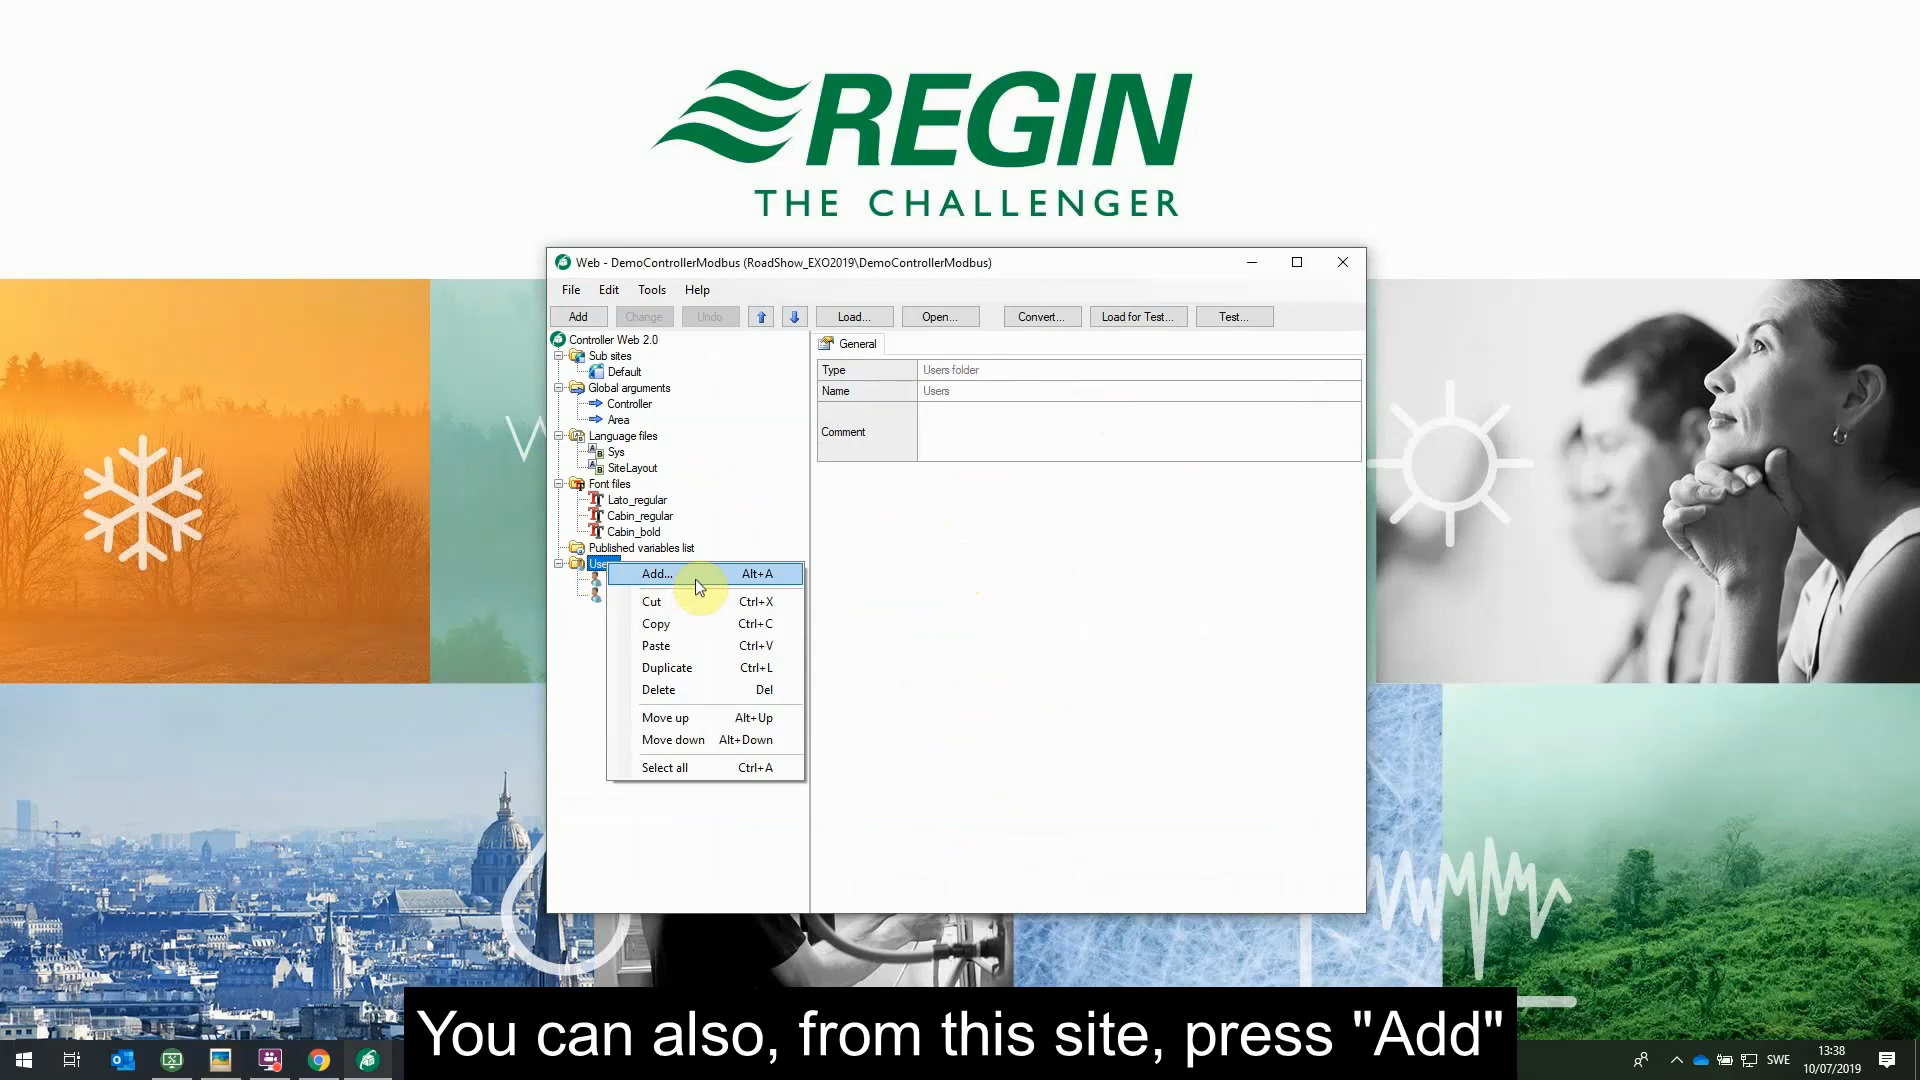 REGIN
THE CHALLENGER
Web - DemoControllerModbus (RoadShow_EXO2019\DemoControllerModbus)
File Edit Tools Help
Add Change Undo Load... Open... Convert... Load for Test... Test...
Controller Web 2.0
Sub sites
Default
Global arguments
Controller
Area
Language files
Sys
SiteLayout
Font files
Lato_regular
Cabin_regular
Cabin_bold
Published variables list
General
Type Users folder
Name Users
Comment
Add... Alt+A
Cut Ctrl+X
Copy Ctrl+C
Paste Ctrl+V
Duplicate Ctrl+L
Delete Del
Move up Alt+Up
Move down Alt+Down
Select all Ctrl+A
You can also, from this site, press "Add"
SWE
13:38
10/07/2019